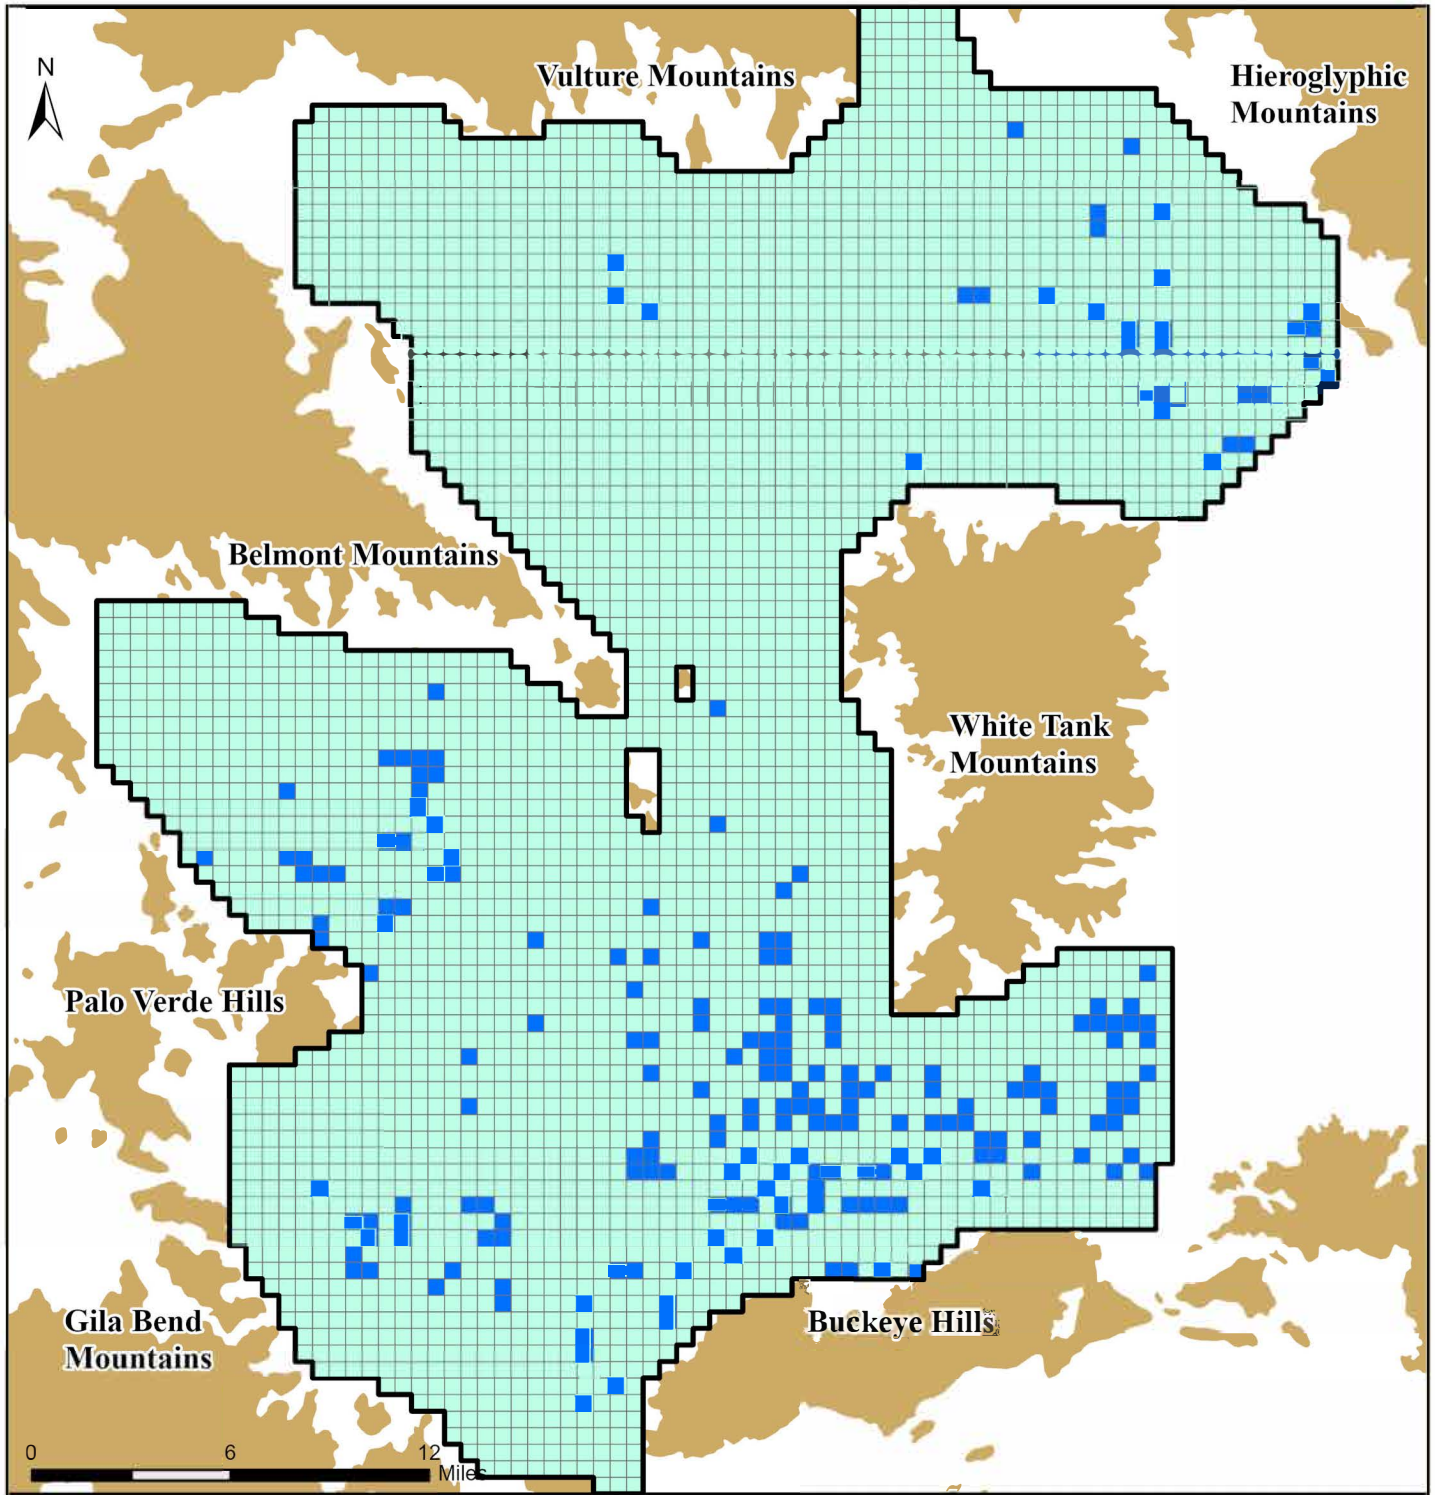 N
Vulture Mountains
Hieroglyphic
Mountains
Belmont Mountains
White Tank
Mountains
Palo Verde Hills
Gila Bend
Mountains
Buckeye Hills
0 6 12
Miles